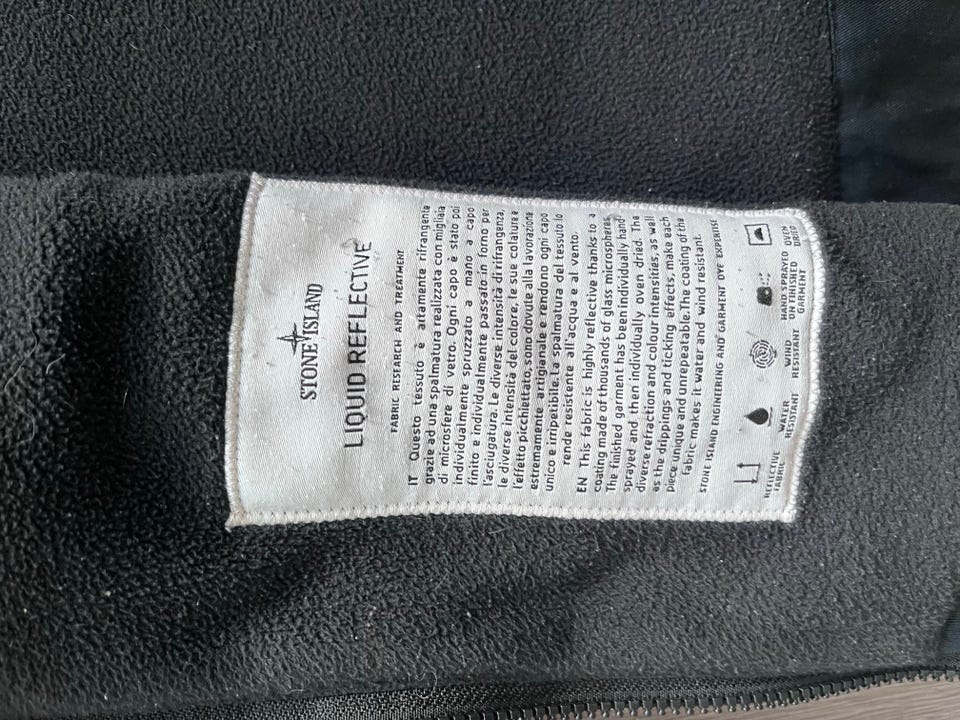 STONE ISLAND
LIQUID REFLECTIVE
FABRIC RESEARCH AND TREATMENT
IT Questo tessuto è altamente rifrangente
grazie ad una spalmatura realizzata con migliaia
di microsfere di vetro. Ogni capo è stato poi
individualmente spruzzato a mano a capo
finito e individualmente passato in forno per
l'asciugatura. Le diverse intensità di rifrangenza,
le diverse intensità del colore, le sue colature e
l'effetto picchiettato, sono dovute alla lavorazione
estremamente artigianale e rendono ogni capo
unico e irripetibile. La spalmatura del tessuto lo
rende resistente all'acqua e al vento.
EN This fabric is highly reflective thanks to a
coating made of thousands of glass microspheres.
The finished garment has been individually hand
sprayed and then individually oven dried. The
diverse refraction and colour intensities, as well
as the drippings and ticking effects, make each
piece unique and unrepeatable. The coating of the
fabric makes it water and wind resistant.
STONE ISLAND ENGINEERING AND GARMENT DYE EXPERTISE
REFLECTIVE FABRIC
WATER RESISTANT
WIND RESISTANT
HAND SPRAYED ON FINISHED GARMENT
OVEN DRIED